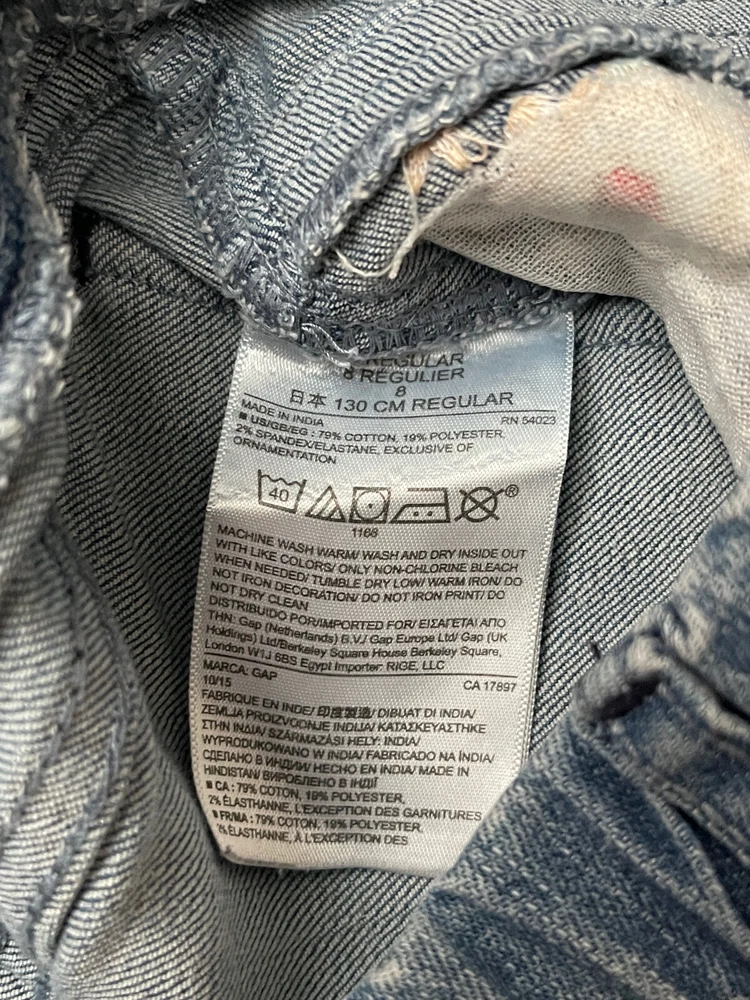 REGULAR
8 RÉGULIER
8
日本 130 CM REGULAR
MADE IN INDIA RN 54023
■ US/GB/EG : 79% COTTON, 19% POLYESTER,
2% SPANDEX/ELASTANE, EXCLUSIVE OF
ORNAMENTATION
40 ®
1168
MACHINE WASH WARM/ WASH AND DRY INSIDE OUT
WITH LIKE COLORS/ ONLY NON-CHLORINE BLEACH
WHEN NEEDED/ TUMBLE DRY LOW/ WARM IRON/ DO
NOT IRON DECORATION/ DO NOT IRON PRINT/ DO
NOT DRY CLEAN
DISTRIBUIDO POR/IMPORTED FOR/ ΕΙΣΑΓΕΤΑΙ ΑΠΟ
ΤΗΝ: Gap (Netherlands) B.V./ Gap Europe Ltd/ Gap (UK
Holdings) Ltd/Berkeley Square House Berkeley Square,
London W1J 6BS Egypt Importer: RIGE, LLC
MARCA: GAP CA 17897
10/15
FABRIQUÉ EN INDE/ 印度製造/ DIBUAT DI INDIA/
ZEMLJA PROIZVODNJE INDIJA/ ΚΑΤΑΣΚΕΥΑΣΤΗΚΕ
ΣΤΗΝ ΙΝΔΙΑ/ SZÁRMAZÁSI HELY: INDIA/
WYPRODUKOWANO W INDIA/ FABRICADO NA ÍNDIA/
СДЕЛАНО В ИНДИИ/ HECHO EN INDIA/ MADE IN
HINDISTAN/ ВИРОБЛЕНО В ІНДІЇ
■ CA : 79% COTTON, 19% POLYESTER,
2% ÉLASTHANNE, L'EXCEPTION DES GARNITURES
■ FR/MA : 79% COTTON, 19% POLYESTER,
% ÉLASTHANNE, À L'EXCEPTION DES